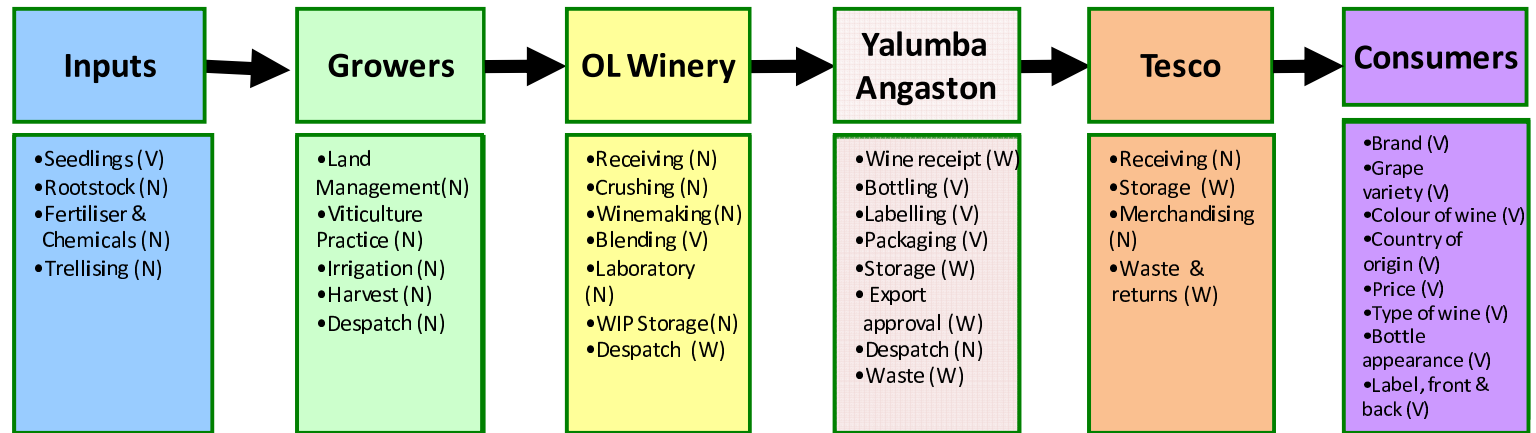 Inputs
Growers
OL Winery
Yalumba
Angaston
Tesco
Consumers
•Seedlings (V)
•Rootstock (N)
•Fertiliser &
Chemicals (N)
•Trellising (N)
•Land
Management(N)
•Viticulture
Practice (N)
•Irrigation (N)
•Harvest (N)
•Despatch (N)
•Receiving (N)
•Crushing (N)
•Winemaking(N)
•Blending (V)
•Laboratory
(N)
•WIP Storage(N)
•Despatch (W)
•Wine receipt (W)
•Bottling (V)
•Labelling (V)
•Packaging (V)
•Storage (W)
• Export
approval (W)
•Despatch (N)
•Waste (W)
•Receiving (N)
•Storage (W)
•Merchandising
(N)
•Waste &
returns (W)
•Brand (V)
•Grape
variety (V)
•Colour of wine (V)
•Country of
origin (V)
•Price (V)
•Type of wine (V)
•Bottle
appearance (V)
•Label, front &
back (V)